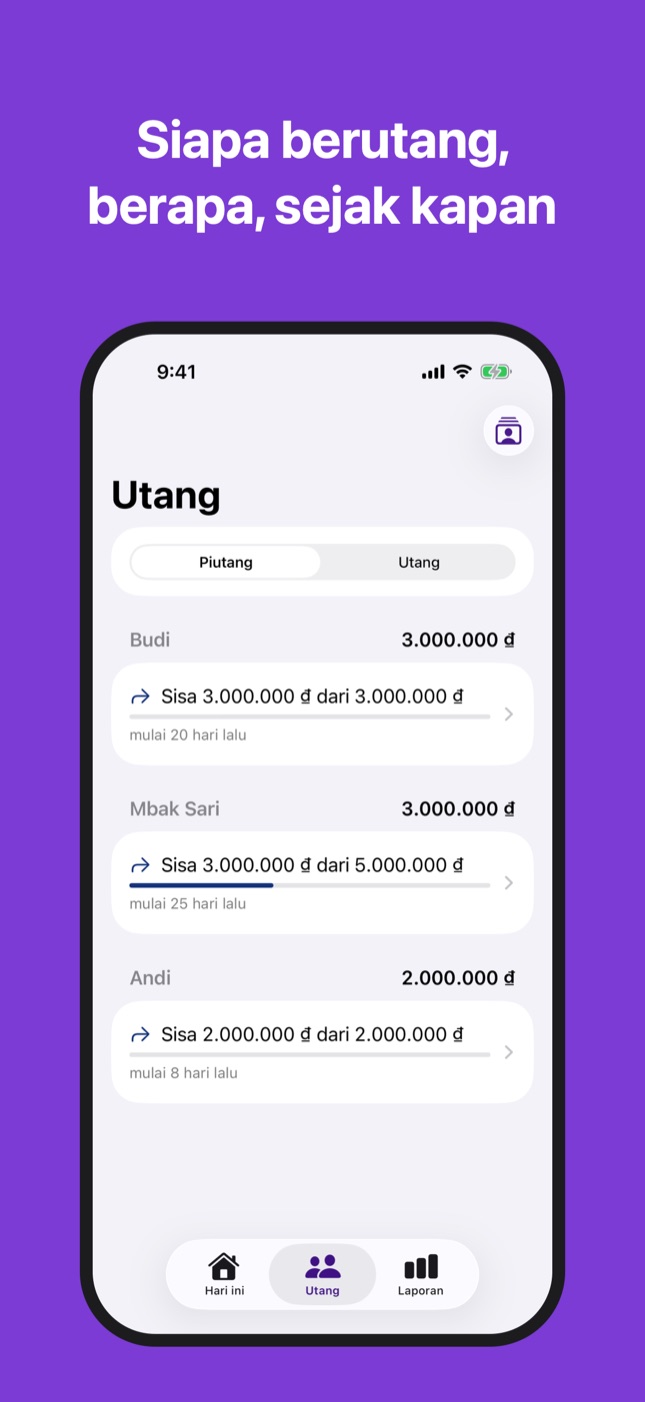 Siapa berutang,
berapa, sejak kapan
9:41
Utang
Piutang Utang
Budi 3.000.000 ₫
Sisa 3.000.000 ₫ dari 3.000.000 ₫
mulai 20 hari lalu
Mbak Sari 3.000.000 ₫
Sisa 3.000.000 ₫ dari 5.000.000 ₫
mulai 25 hari lalu
Andi 2.000.000 ₫
Sisa 2.000.000 ₫ dari 2.000.000 ₫
mulai 8 hari lalu
Hari ini Utang Laporan